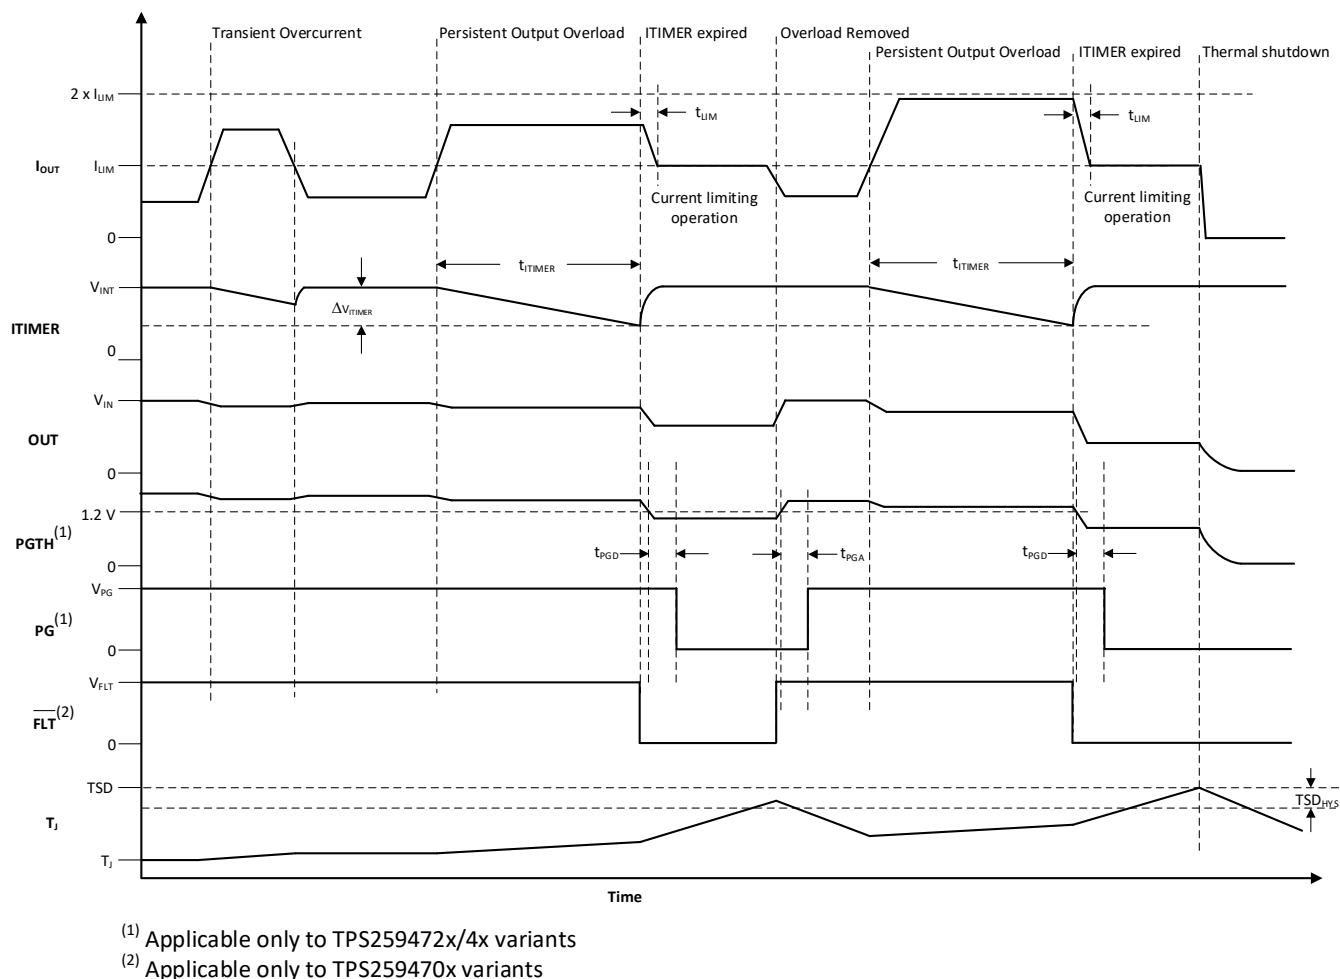 Transient Overcurrent
Persistent Output Overload
ITIMER expired
Overload Removed
Persistent Output Overload
ITIMER expired
Thermal shutdown
2 x ILIM
tLIM
tLIM
IOUT
ILIM
Current limiting
operation
Current limiting
operation
0
tITIMER
tITIMER
VINT
ΔVITIMER
ITIMER
0
VIN
OUT
0
1.2 V
PGTH(1)
tPGD
tPGA
tPGD
0
VPG
PG(1)
0
VFLT
FLT(2)
0
TSD
TSDHYS
TJ
TJ
Time
(1) Applicable only to TPS259472x/4x variants
(2) Applicable only to TPS259470x variants